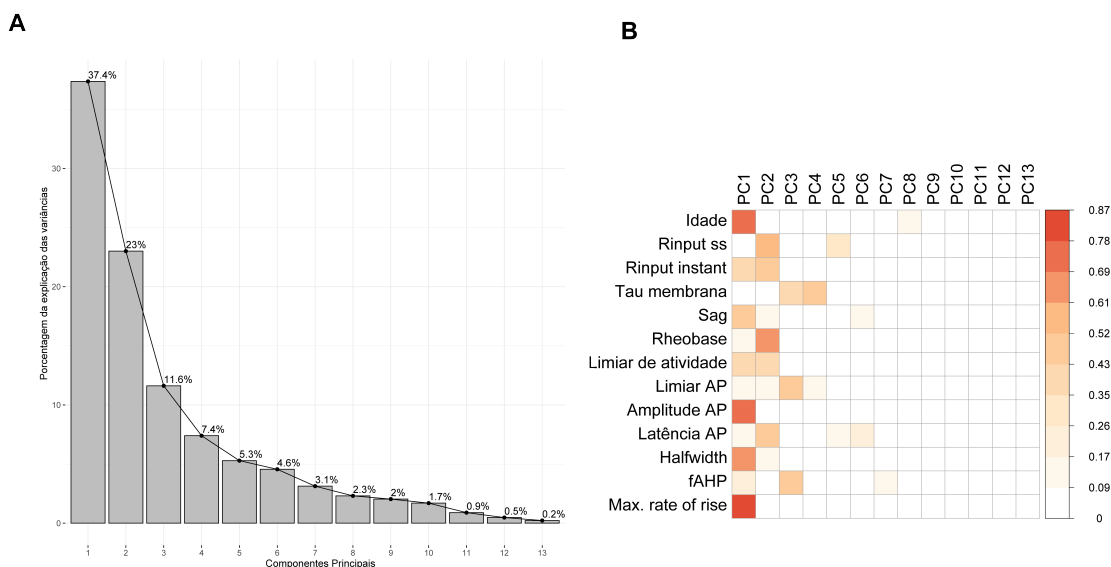 A
B
37.4%
23%
11.6%
7.4%
5.3%
4.6%
3.1%
2.3%
2%
1.7%
0.9%
0.5%
0.2%
Porcentagem da explicação das variâncias
30
20
10
0
1 2 3 4 5 6 7 8 9 10 11 12 13
Componentes Principais
PC1 PC2 PC3 PC4 PC5 PC6 PC7 PC8 PC9 PC10 PC11 PC12 PC13
Idade
Rinput ss
Rinput instant
Tau membrana
Sag
Rheobase
Limiar de atividade
Limiar AP
Amplitude AP
Latência AP
Halfwidth
fAHP
Max. rate of rise
0.87
0.78
0.69
0.61
0.52
0.43
0.35
0.26
0.17
0.09
0